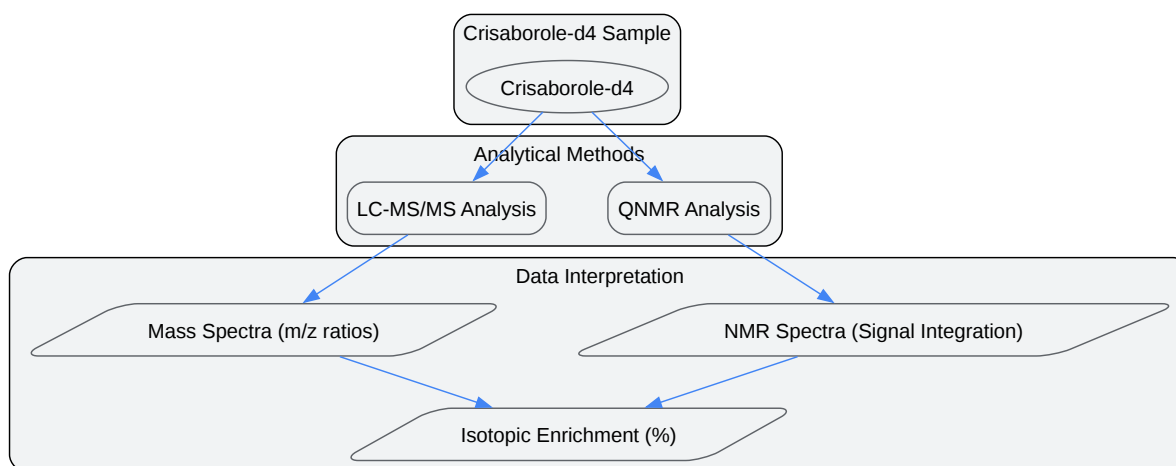 Crisaborole-d4 Sample
Crisaborole-d4
Analytical Methods
LC-MS/MS Analysis
QNMR Analysis
Data Interpretation
Mass Spectra (m/z ratios)
NMR Spectra (Signal Integration)
Isotopic Enrichment (%)